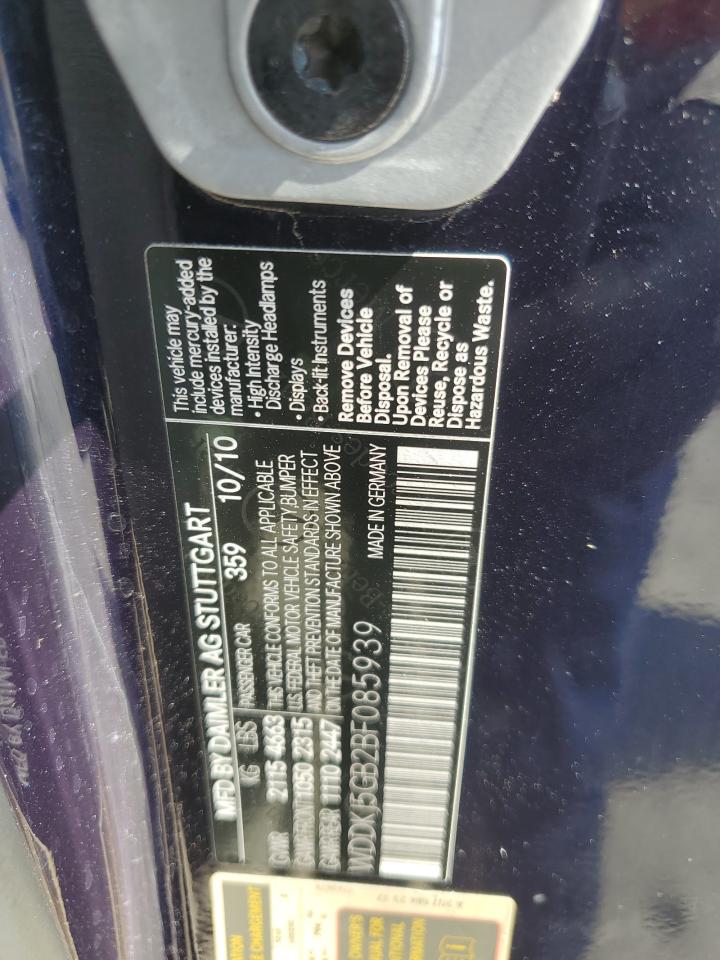 MFD BY DAIMLER AG STUTTGART
KG LBS PASSENGER CAR 359 10/10
GVWR 2115 4663
GAWR FRONT 1050 2315
GAWR REAR 1110 2447
THIS VEHICLE CONFORMS TO ALL APPLICABLE
U.S. FEDERAL MOTOR VEHICLE SAFETY, BUMPER
AND THEFT PREVENTION STANDARDS IN EFFECT
ON THE DATE OF MANUFACTURE SHOWN ABOVE
WDDKJ5GB2BF085939 MADE IN GERMANY
This vehicle may
include mercury-added
devices installed by the
manufacturer:
• High Intensity
Discharge Headlamps
• Displays
• Back-lit Instruments
Remove Devices
Before Vehicle
Disposal.
Upon Removal of
Devices Please
Reuse, Recycle or
Dispose as
Hazardous Waste.
E CHARGEMENT
OWNER'S